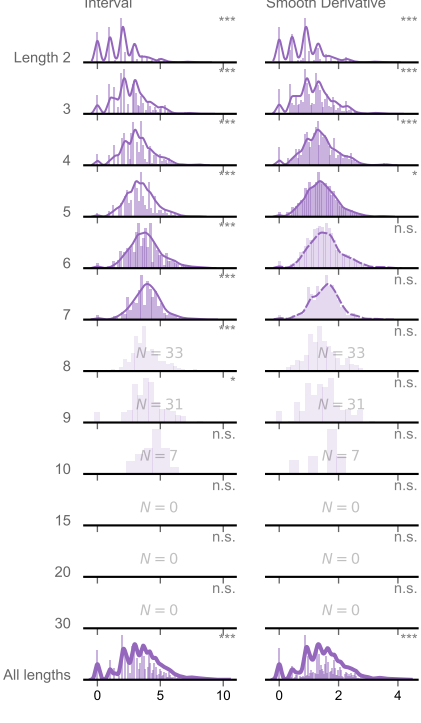 Interval Smooth Derivative
*** ***
Length 2
*** ***
3
*** ***
4
*** *
5
*** n.s.
6
*** n.s.
7
*** n.s.
N = 33 N = 33
8
* n.s.
N = 31 N = 31
9
n.s. n.s.
N = 7 N = 7
10
n.s. n.s.
N = 0 N = 0
15
n.s. n.s.
N = 0 N = 0
20
n.s. n.s.
N = 0 N = 0
30
*** ***
All lengths
0 5 10 0 2 4